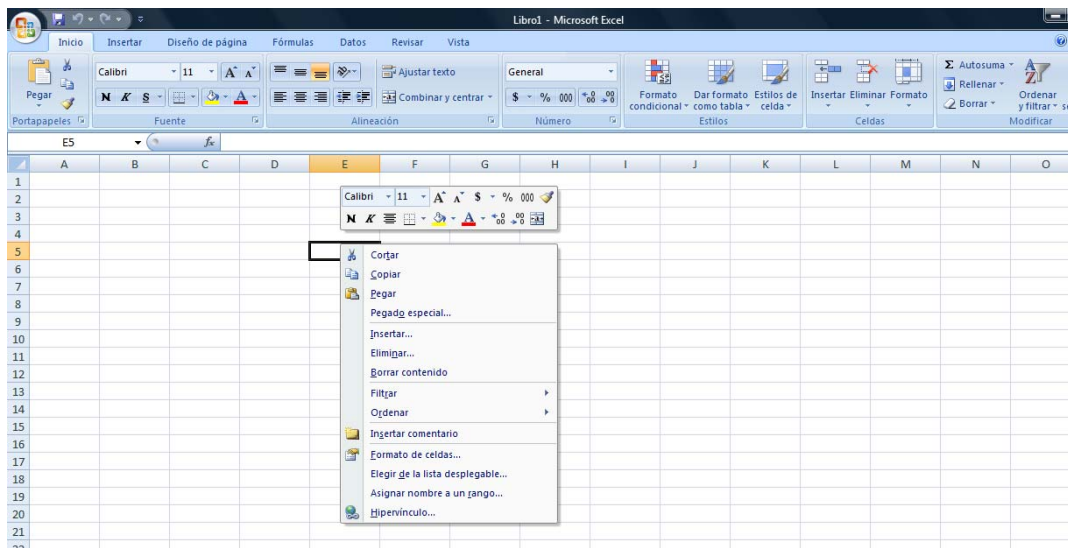 Libro1 - Microsoft Excel
Inicio Insertar Diseño de página Fórmulas Datos Revisar Vista
Calibri 11 A A Ajustar texto General Σ Autosuma
Pegar N K S A Combinar y centrar $ % 000 Formato condicional Dar formato como tabla Estilos de celda Insertar Eliminar Formato Rellenar Borrar Ordenar y filtrar
Portapapeles Fuente Alineación Número Estilos Celdas Modificar
E5 fx
A B C D E F G H I J K L M N O
1
2 Calibri 11 A A $ % 000
3 N K A
4
5 Cortar
6 Copiar
7 Pegar
8 Pegado especial...
9
10 Insertar...
11 Eliminar...
12 Borrar contenido
13 Filtrar
14 Ordenar
15 Insertar comentario
16
17 Formato de celdas...
18 Elegir de la lista desplegable...
19 Asignar nombre a un rango...
20 Hipervínculo...
21